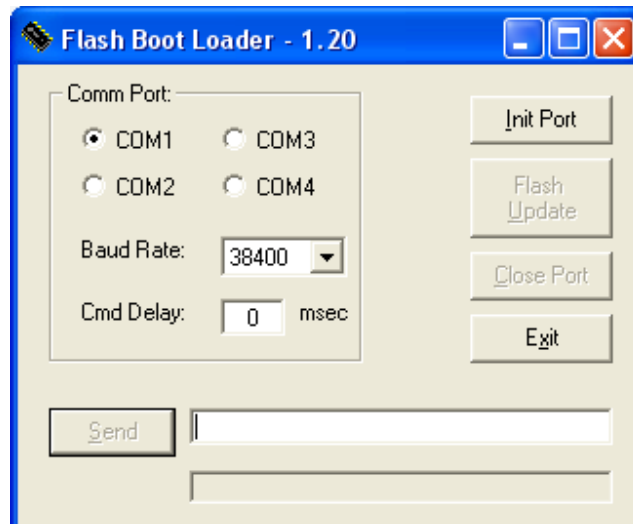 Flash Boot Loader - 1.20
Comm Port:
COM1 COM3
COM2 COM4
Baud Rate: 38400
Cmd Delay: 0 msec
Init Port
Flash
Update
Close Port
Exit
Send